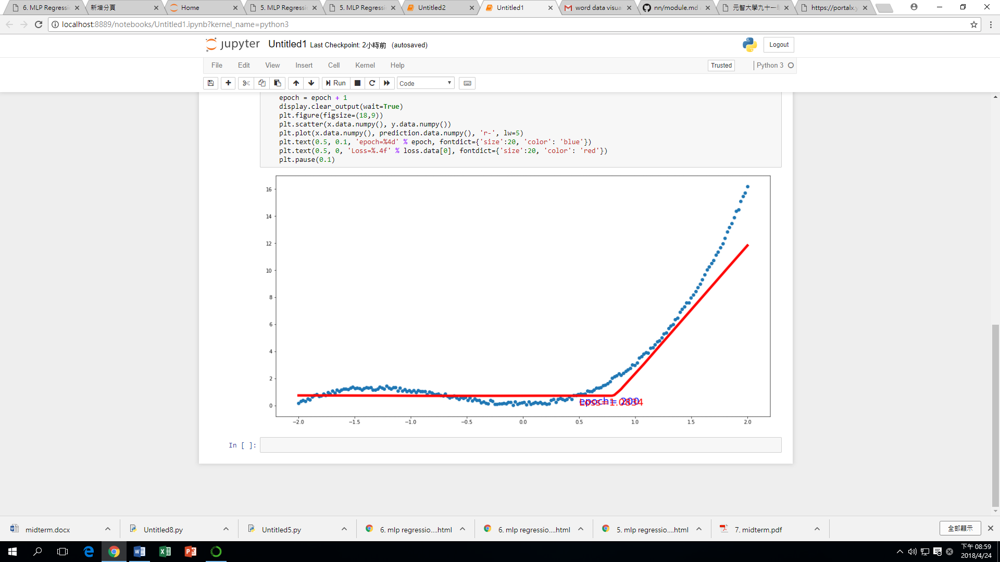 6. MLP Regressi
新增分頁
Home
5. MLP Regressi
5. MLP Regressi
Untitled2
Untitled1
word data visua
nn/module.md
元智大學九十一
https://portalx.y
localhost:8889/notebooks/Untitled1.ipynb?kernel_name=python3
jupyter Untitled1 Last Checkpoint: 2小時前 (autosaved)
Logout
File Edit View Insert Cell Kernel Help
Trusted
Python 3
Run
Code
epoch = epoch + 1
display.clear_output(wait=True)
plt.figure(figsize=(18,9))
plt.scatter(x.data.numpy(), y.data.numpy())
plt.plot(x.data.numpy(), prediction.data.numpy(), 'r-', lw=5)
plt.text(0.5, 0.1, 'epoch=%4d' % epoch, fontdict={'size':20, 'color': 'blue'})
plt.text(0.5, 0, 'Loss=%.4f' % loss.data[0], fontdict={'size':20, 'color': 'red'})
plt.pause(0.1)
16
14
12
10
8
6
4
2
0
epoch= 200
Loss=1.0834
−2.0 −1.5 −1.0 −0.5 0.0 0.5 1.0 1.5 2.0
In [ ]:
midterm.docx
Untitled8.py
Untitled5.py
6. mlp regressio....html
6. mlp regressio....html
5. mlp regressio....html
7. midterm.pdf
全部顯示
下午 08:59
2018/4/24